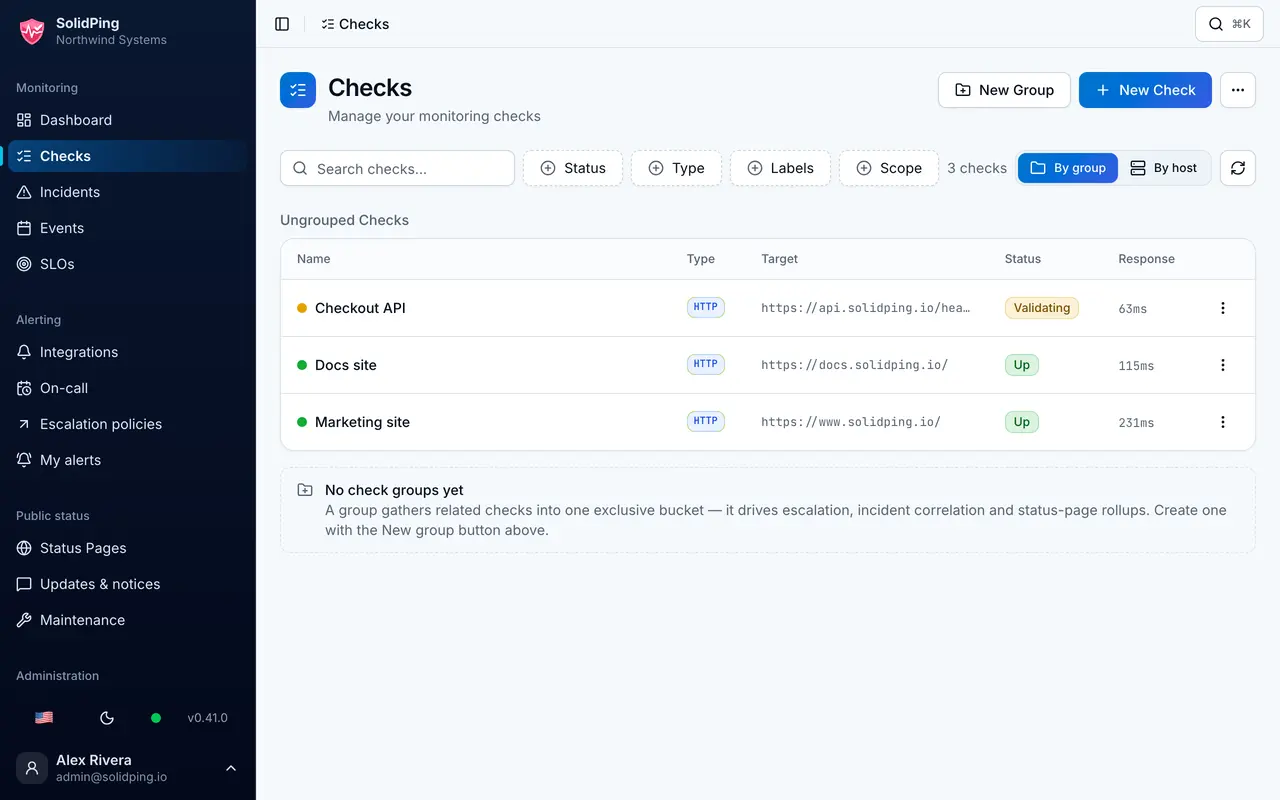 SolidPing
Northwind Systems
Monitoring
Dashboard
Checks
Incidents
Events
SLOs
Alerting
Integrations
On-call
Escalation policies
My alerts
Public status
Status Pages
Updates & notices
Maintenance
Administration
v0.41.0
Alex Rivera
admin@solidping.io
Checks
⌘K
Checks
Manage your monitoring checks
New Group
New Check
Search checks...
Status
Type
Labels
Scope
3 checks
By group
By host
Ungrouped Checks
Name Type Target Status Response
Checkout API HTTP https://api.solidping.io/hea… Validating 63ms
Docs site HTTP https://docs.solidping.io/ Up 115ms
Marketing site HTTP https://www.solidping.io/ Up 231ms
No check groups yet
A group gathers related checks into one exclusive bucket — it drives escalation, incident correlation and status-page rollups. Create one
with the New group button above.